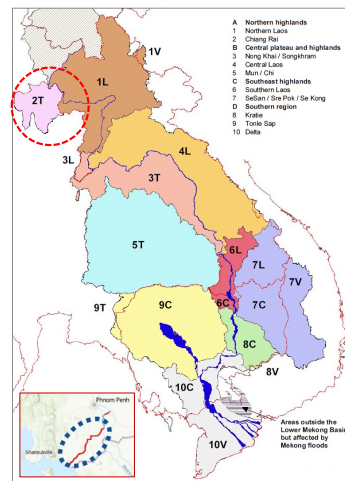 A Northern highlands
1 Northern Laos
2 Chiang Rai
B Central plateau and highlands
3 Nong Khai / Songkhram
4 Central Laos
5 Mun / Chi
C Southeast highlands
6 Soutthern Laos
7 SeSan / Sre Pok / Se Kong
D Southern region
8 Kratie
9 Tonle Sap
10 Delta
1V
1L
2T
4L
3L
3T
5T
6L
7L
7V
9T
9C
6C
7C
8C
8V
10C
10V
Areas outside the
Lower Mekong Basin
but affected by
Mekong floods
Phnom Penh
Sihanoukville